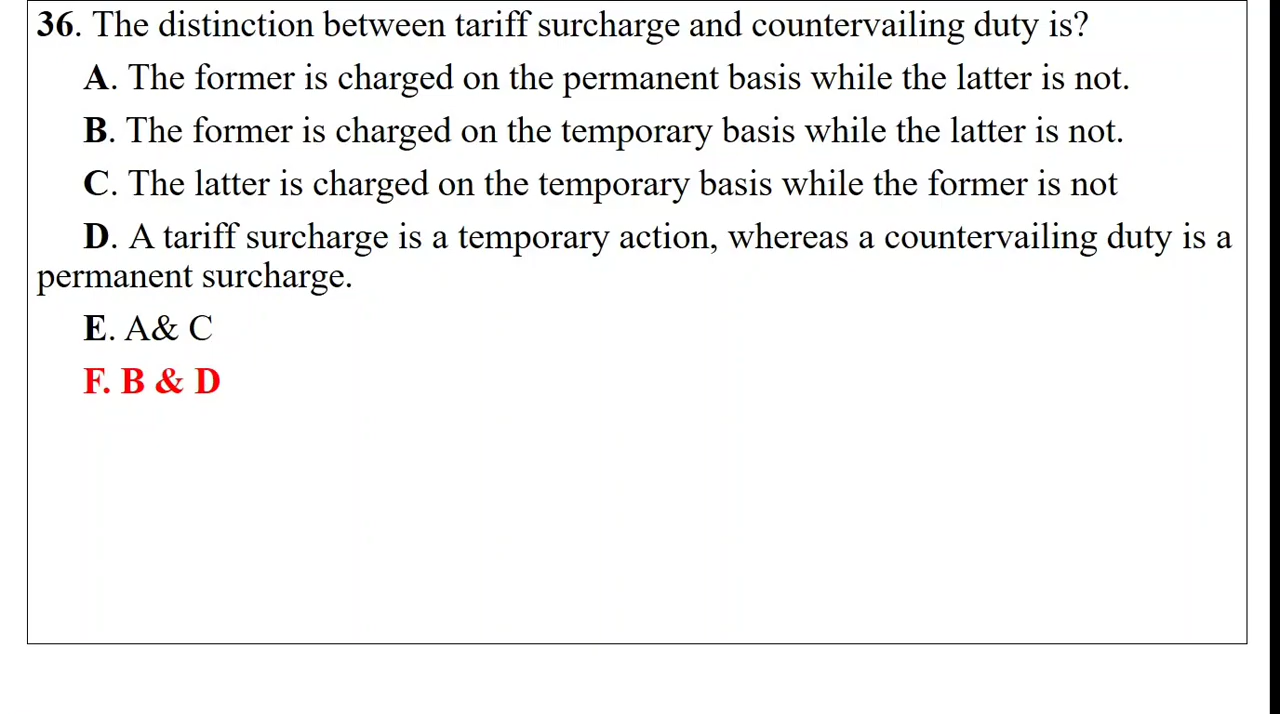 36. The distinction between tariff surcharge and countervailing duty is?
A. The former is charged on the permanent basis while the latter is not.
B. The former is charged on the temporary basis while the latter is not.
C. The latter is charged on the temporary basis while the former is not
D. A tariff surcharge is a temporary action, whereas a countervailing duty is a
permanent surcharge.
E. A& C
F. B & D